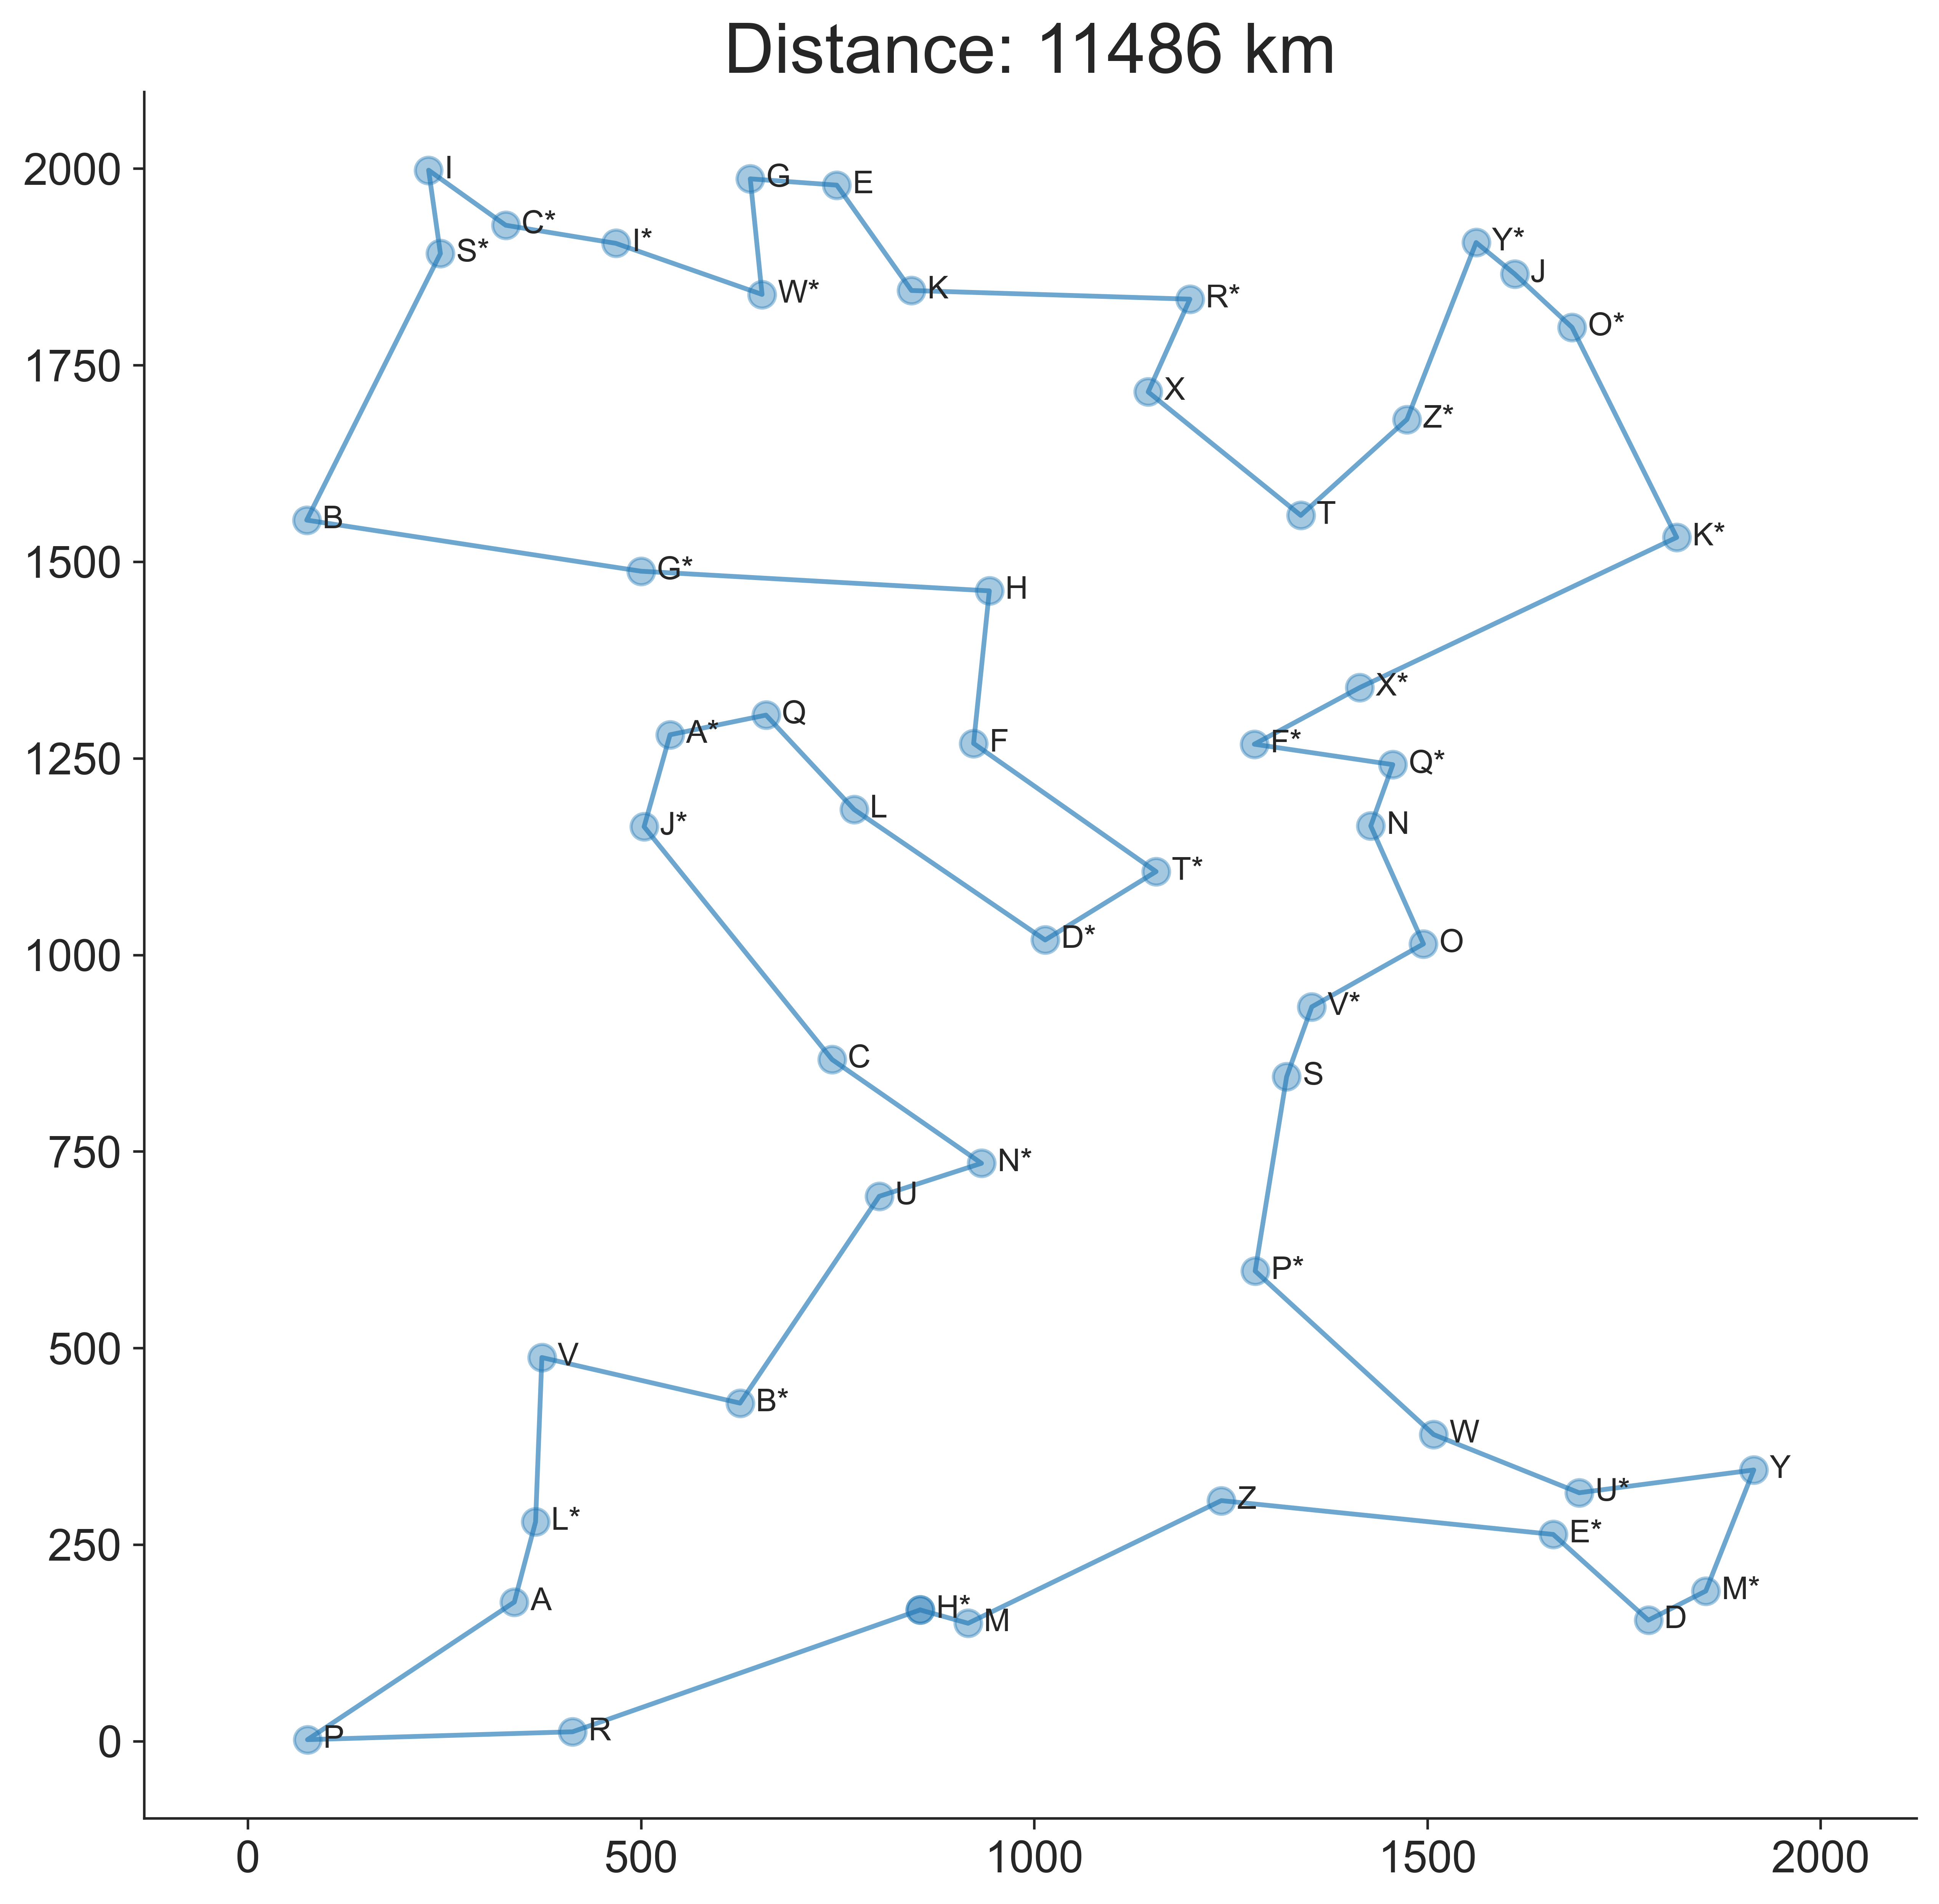 Distance: 11486 km
2000
1750
1500
1250
1000
750
500
250
0
0
500
1000
1500
2000
I
G
E
C*
S*
I*
W*
K
R*
Y*
J
O*
X
Z*
B
T
K*
G*
H
X*
A*
Q
F
F*
Q*
J*
L
N
T*
D*
O
V*
C
S
N*
U
P*
V
B*
W
Y
L*
Z
U*
E*
A
H*
M
M*
D
P
R